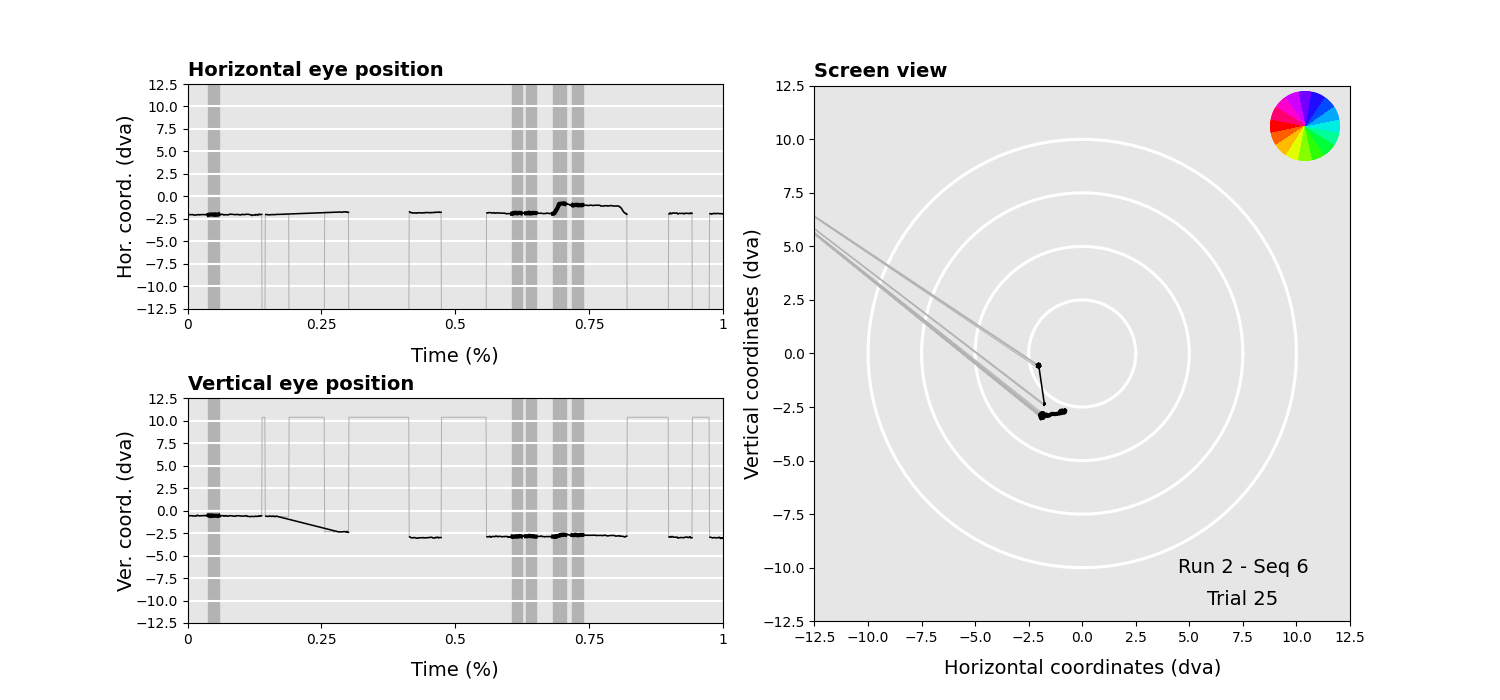 Horizontal eye position
12.5
10.0
7.5
5.0
2.5
0.0
−2.5
−5.0
−7.5
−10.0
−12.5
Hor. coord. (dva)
0 0.25 0.5 0.75 1
Time (%)
Vertical eye position
12.5
10.0
7.5
5.0
2.5
0.0
−2.5
−5.0
−7.5
−10.0
−12.5
Ver. coord. (dva)
0 0.25 0.5 0.75 1
Time (%)
Screen view
12.5
10.0
7.5
5.0
2.5
0.0
−2.5
−5.0
−7.5
−10.0
−12.5
Vertical coordinates (dva)
Run 2 - Seq 6
Trial 25
−12.5 −10.0 −7.5 −5.0 −2.5 0.0 2.5 5.0 7.5 10.0 12.5
Horizontal coordinates (dva)